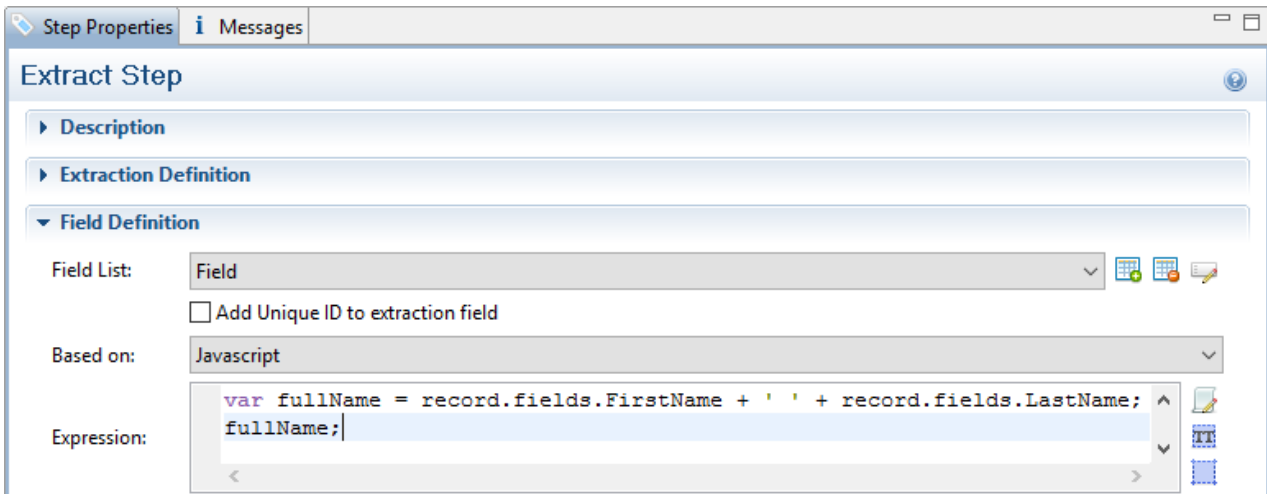 Step Properties i Messages
Extract Step
Description
Extraction Definition
Field Definition
Field List: Field
Add Unique ID to extraction field
Based on: Javascript
var fullName = record.fields.FirstName + ' ' + record.fields.LastName;
Expression: fullName;